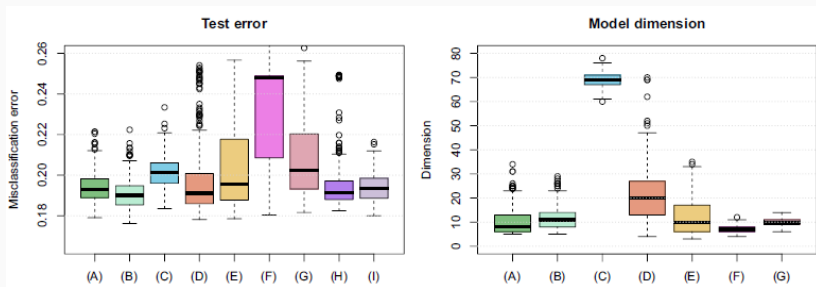 Test error
Misclassification error
0.26
0.24
0.22
0.20
0.18
(A) (B) (C) (D) (E) (F) (G) (H) (I)
Model dimension
Dimension
80
70
60
50
40
30
20
10
0
(A) (B) (C) (D) (E) (F) (G)